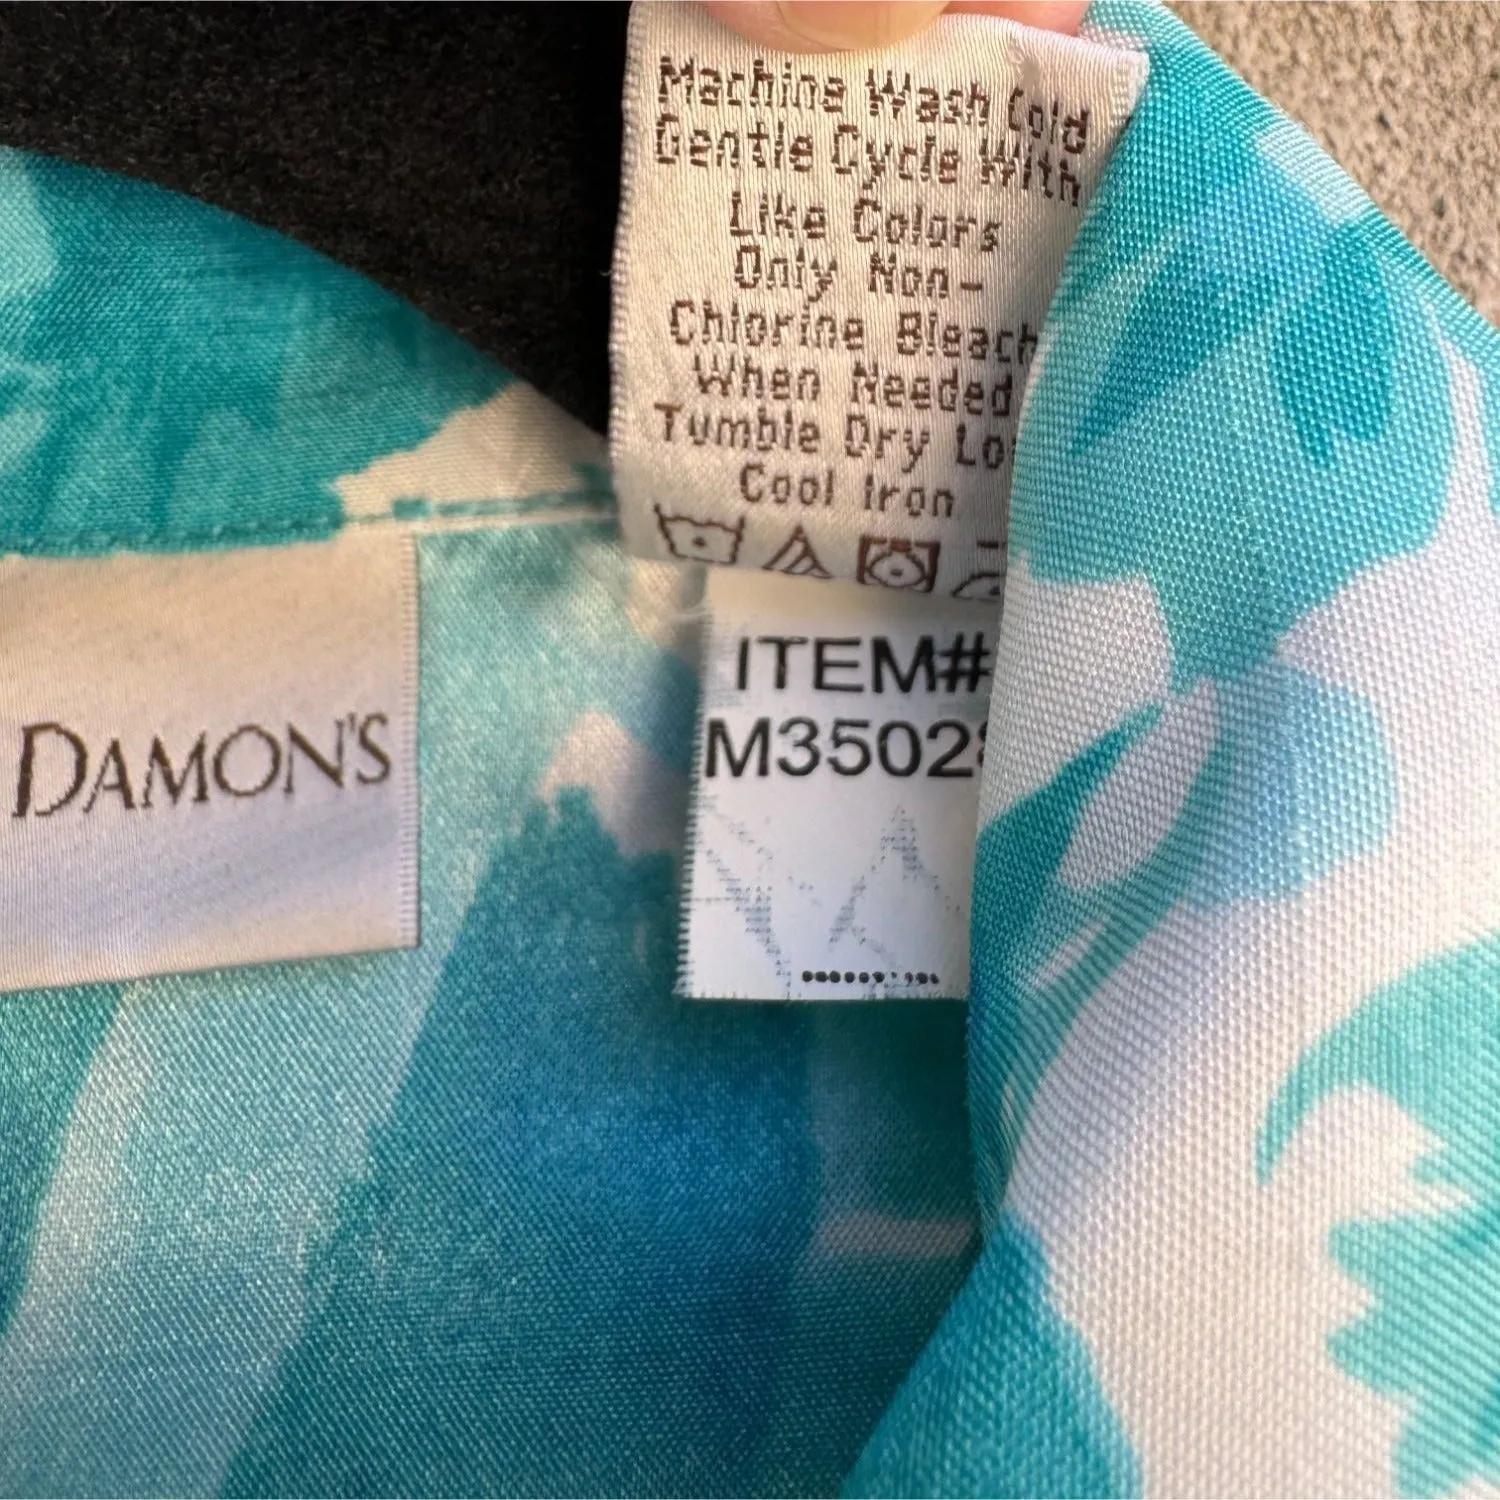 Machine Wash Cold
Gentle Cycle With
Like Colors
Only Non-
Chlorine Bleach
When Needed
Tumble Dry Lo
Cool Iron
ITEM#
M3502
DAMON'S